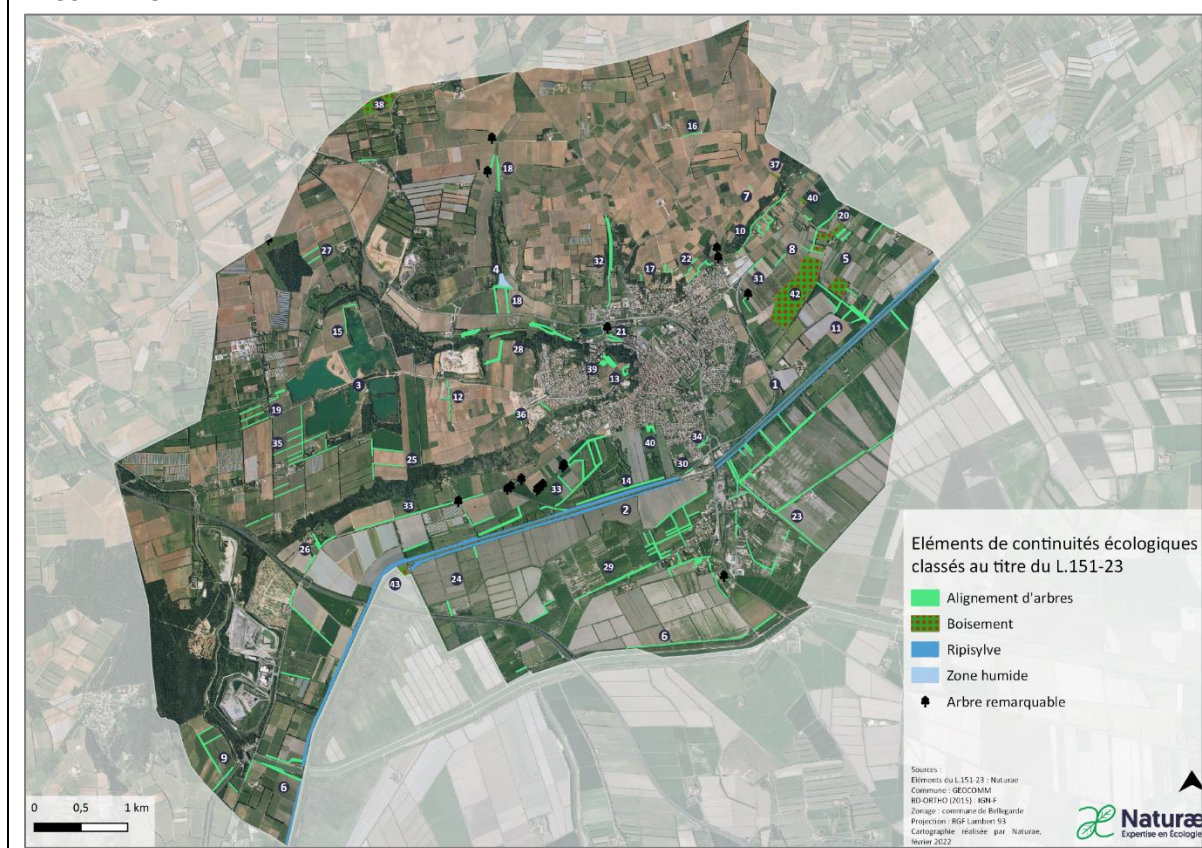 38
16
18
37
7
40
20
10
27
32
17
22
8
5
4
31
42
18
15
21
11
28
39
13
3
1
12
19
36
35
40
34
25
30
14
33
33
2
23
26
29
24
43
6
9
6
Eléments de continuités écologiques
classés au titre du L.151-23
Alignement d'arbres
Boisement
Ripisylve
Zone humide
Arbre remarquable
Sources :
Eléments du L.151-23 : Naturae
Commune : GEOCOMM
BD-ORTHO (2015) : IGN-F
Zonage : commune de Bellegarde
Projection : RGF Lambert 93
Cartographie réalisée par Naturae,
février 2022
0 0,5 1 km
Naturæ
Expertise en Écologie